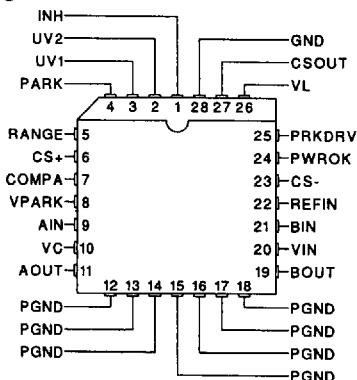 INH
UV2 GND
UV1 CSOUT
PARK VL
4 3 2 1 28 27 26
RANGE 5 25 PRKDRV
CS+ 6 24 PWROK
COMPA 7 23 CS-
VPARK 8 22 REFIN
AIN 9 21 BIN
VC 10 20 VIN
AOUT 11 19 BOUT
12 13 14 15 16 17 18
PGND PGND
PGND PGND
PGND PGND
PGND